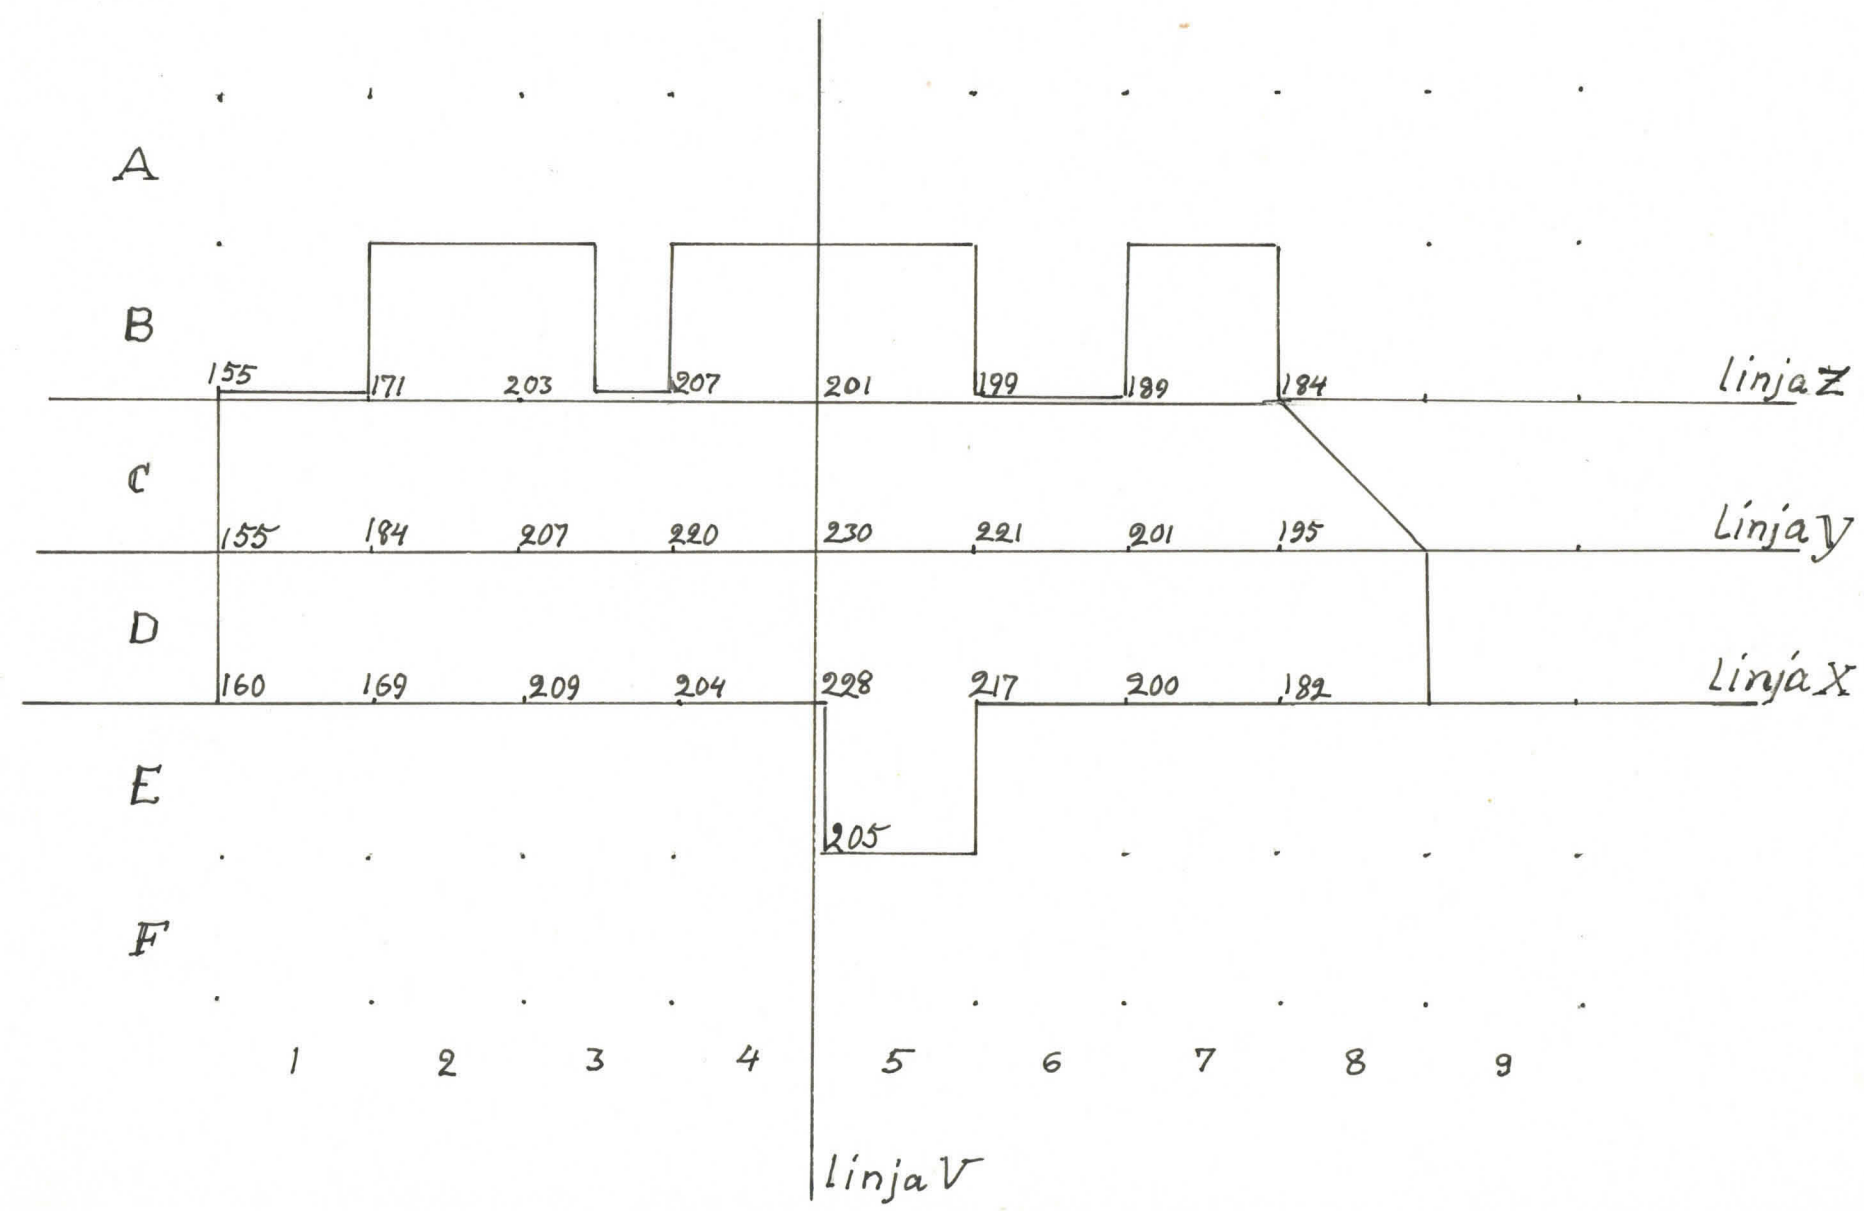 A
B
155 171 203 207 201 199 189 184 linja Z
C
155 184 207 220 230 221 201 195 linja y
D
160 169 209 204 228 217 200 182 linja X
E
205
F
1 2 3 4 5 6 7 8 9
linja V